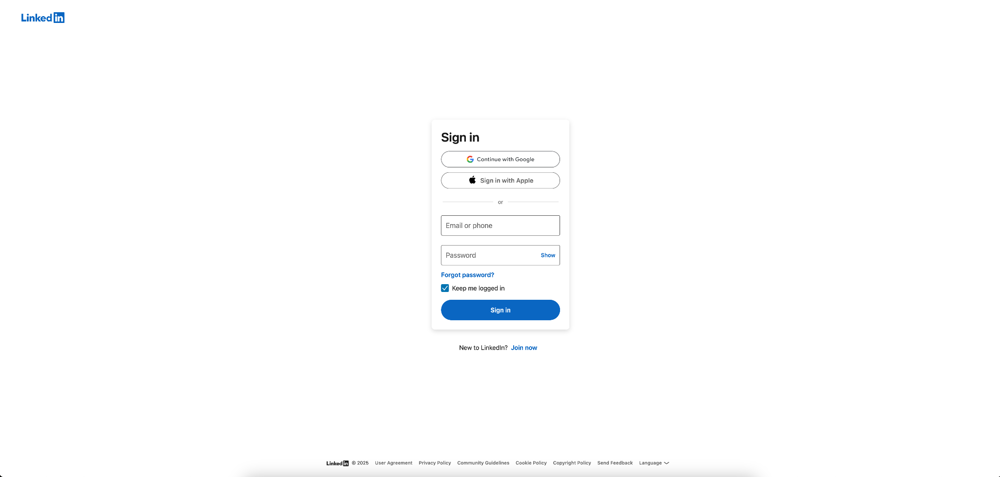 Linkedin
Sign in
Continue with Google
Sign in with Apple
or
Email or phone
Password Show
Forgot password?
Keep me logged in
Sign in
New to LinkedIn? Join now
Linkedin © 2025 User Agreement Privacy Policy Community Guidelines Cookie Policy Copyright Policy Send Feedback Language